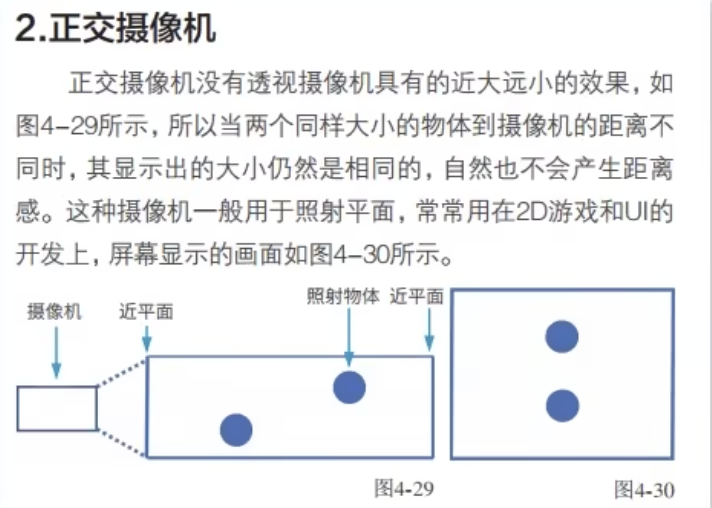 2.正交摄像机
正交摄像机没有透视摄像机具有的近大远小的效果，如
图4-29所示，所以当两个同样大小的物体到摄像机的距离不
同时，其显示出的大小仍然是相同的，自然也不会产生距离
感。这种摄像机一般用于照射平面，常常用在2D游戏和UI的
开发上，屏幕显示的画面如图4-30所示。
摄像机 近平面 照射物体 近平面
图4-29 图4-30